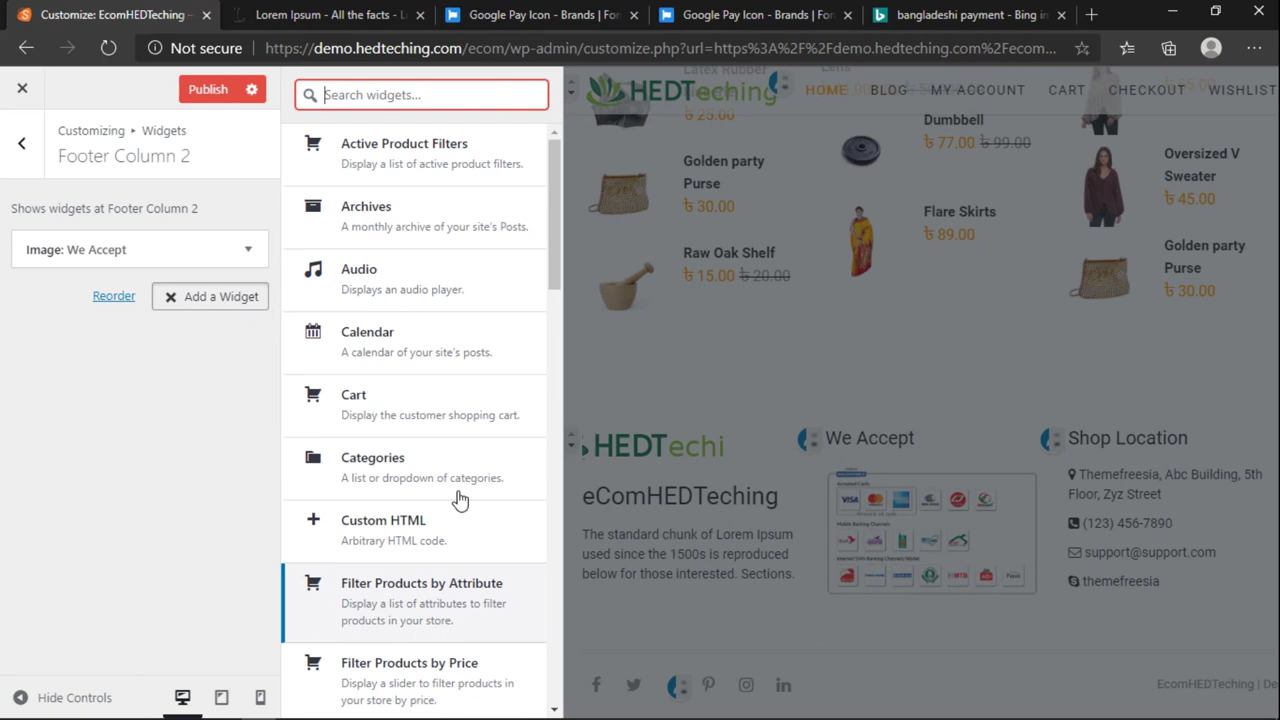 Customize: EcomHEDTeching –
Lorem Ipsum - All the facts - L
Google Pay Icon - Brands | Fon
Google Pay Icon - Brands | Fon
bangladeshi payment - Bing im
Not secure
https://demo.hedteching.com/ecom/wp-admin/customize.php?url=https%3A%2F%2Fdemo.hedteching.com%2Fecom...
Publish
Customizing ▸ Widgets
Footer Column 2
Shows widgets at Footer Column 2
Image: We Accept
Reorder
Add a Widget
Hide Controls
Search widgets...
Active Product Filters
Display a list of active product filters.
Archives
A monthly archive of your site's Posts.
Audio
Displays an audio player.
Calendar
A calendar of your site's posts.
Cart
Display the customer shopping cart.
Categories
A list or dropdown of categories.
Custom HTML
Arbitrary HTML code.
Filter Products by Attribute
Display a list of attributes to filter
products in your store.
Filter Products by Price
Display a slider to filter products in
your store by price.
HEDTeching
HOME
BLOG
MY ACCOUNT
CART
CHECKOUT
WISHLIST
Latex Rubber
৳ 25.00
Golden party
Purse
৳ 30.00
Raw Oak Shelf
৳ 15.00 ৳ 20.00
Lens
Dumbbell
৳ 77.00 ৳ 99.00
Flare Skirts
৳ 89.00
Oversized V
Sweater
৳ 45.00
Golden party
Purse
৳ 30.00
HEDTechi
eComHEDTeching
The standard chunk of Lorem Ipsum
used since the 1500s is reproduced
below for those interested. Sections.
We Accept
VISA
Shop Location
Themefreesia, Abc Building, 5th
Floor, Zyz Street
(123) 456-7890
support@support.com
themefreesia
EcomHEDTeching | De